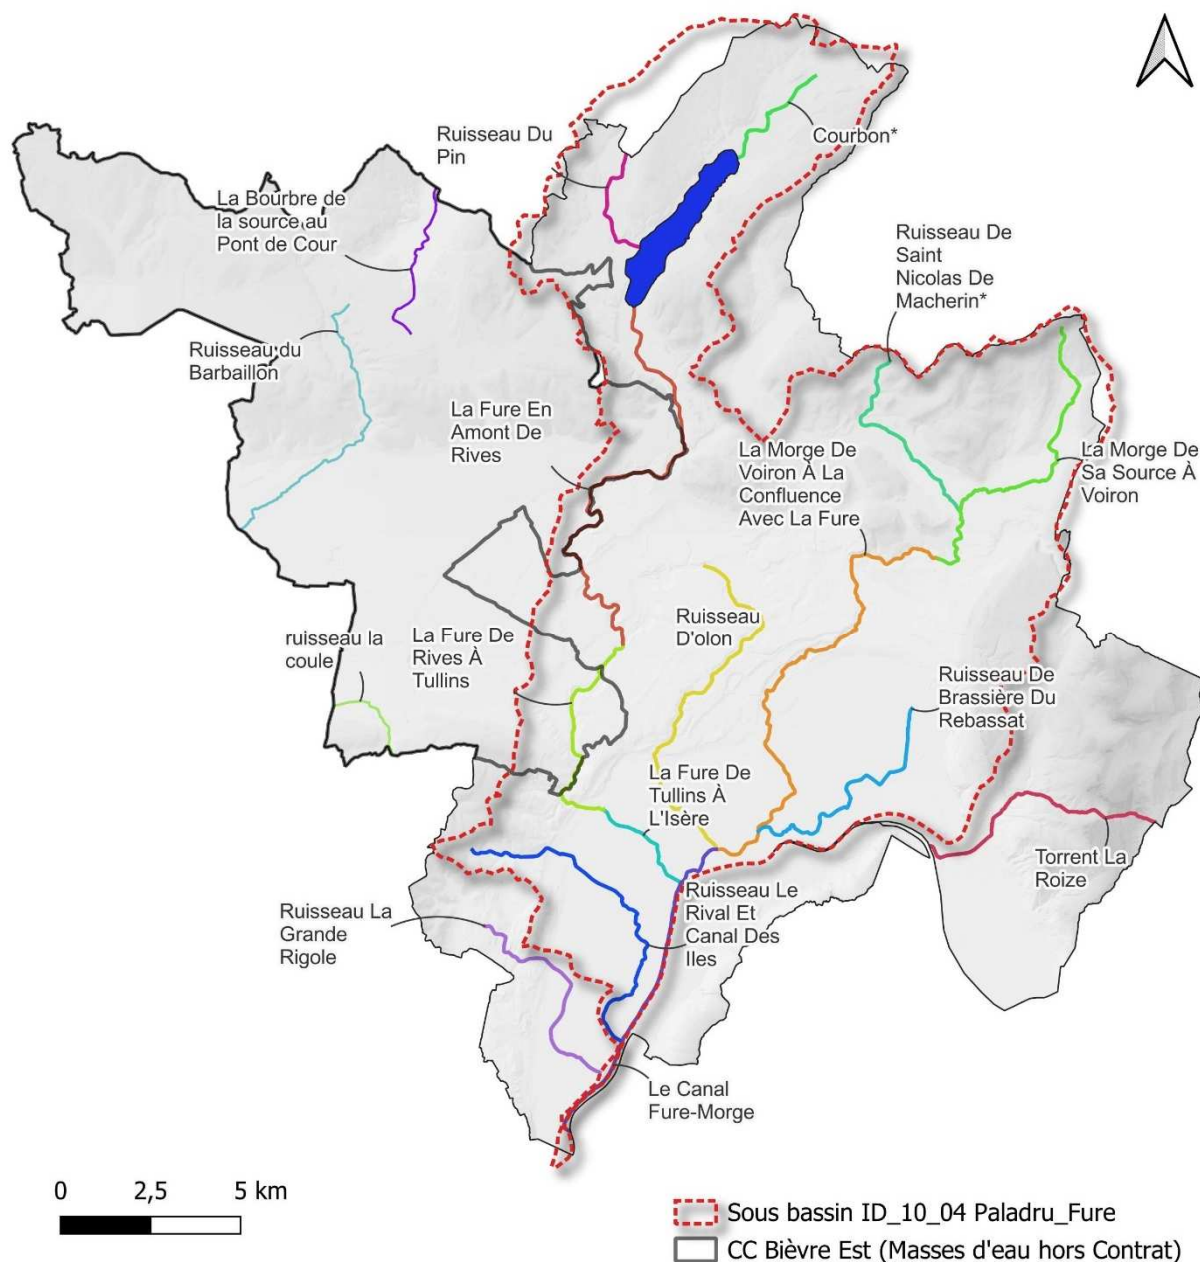 Courbon*
Ruisseau Du
Pin
La Bourbre de
la source au
Pont de Cour
Ruisseau De
Saint
Nicolas De
Macherin*
Ruisseau du
Barbaillon
La Fure En
Amont De
Rives
La Morge De
Voiron À La
Confluence
Avec La Fure
La Morge De
Sa Source À
Voiron
ruisseau la
coule
La Fure De
Rives À
Tullins
Ruisseau
D'olon
Ruisseau De
Brassière Du
Rebassat
La Fure De
Tullins À
L'Isère
Torrent La
Roize
Ruisseau La
Grande
Rigole
Ruisseau Le
Rival Et
Canal Des
Iles
Le Canal
Fure-Morge
0 2,5 5 km
Sous bassin ID_10_04 Paladru_Fure
CC Bièvre Est (Masses d'eau hors Contrat)